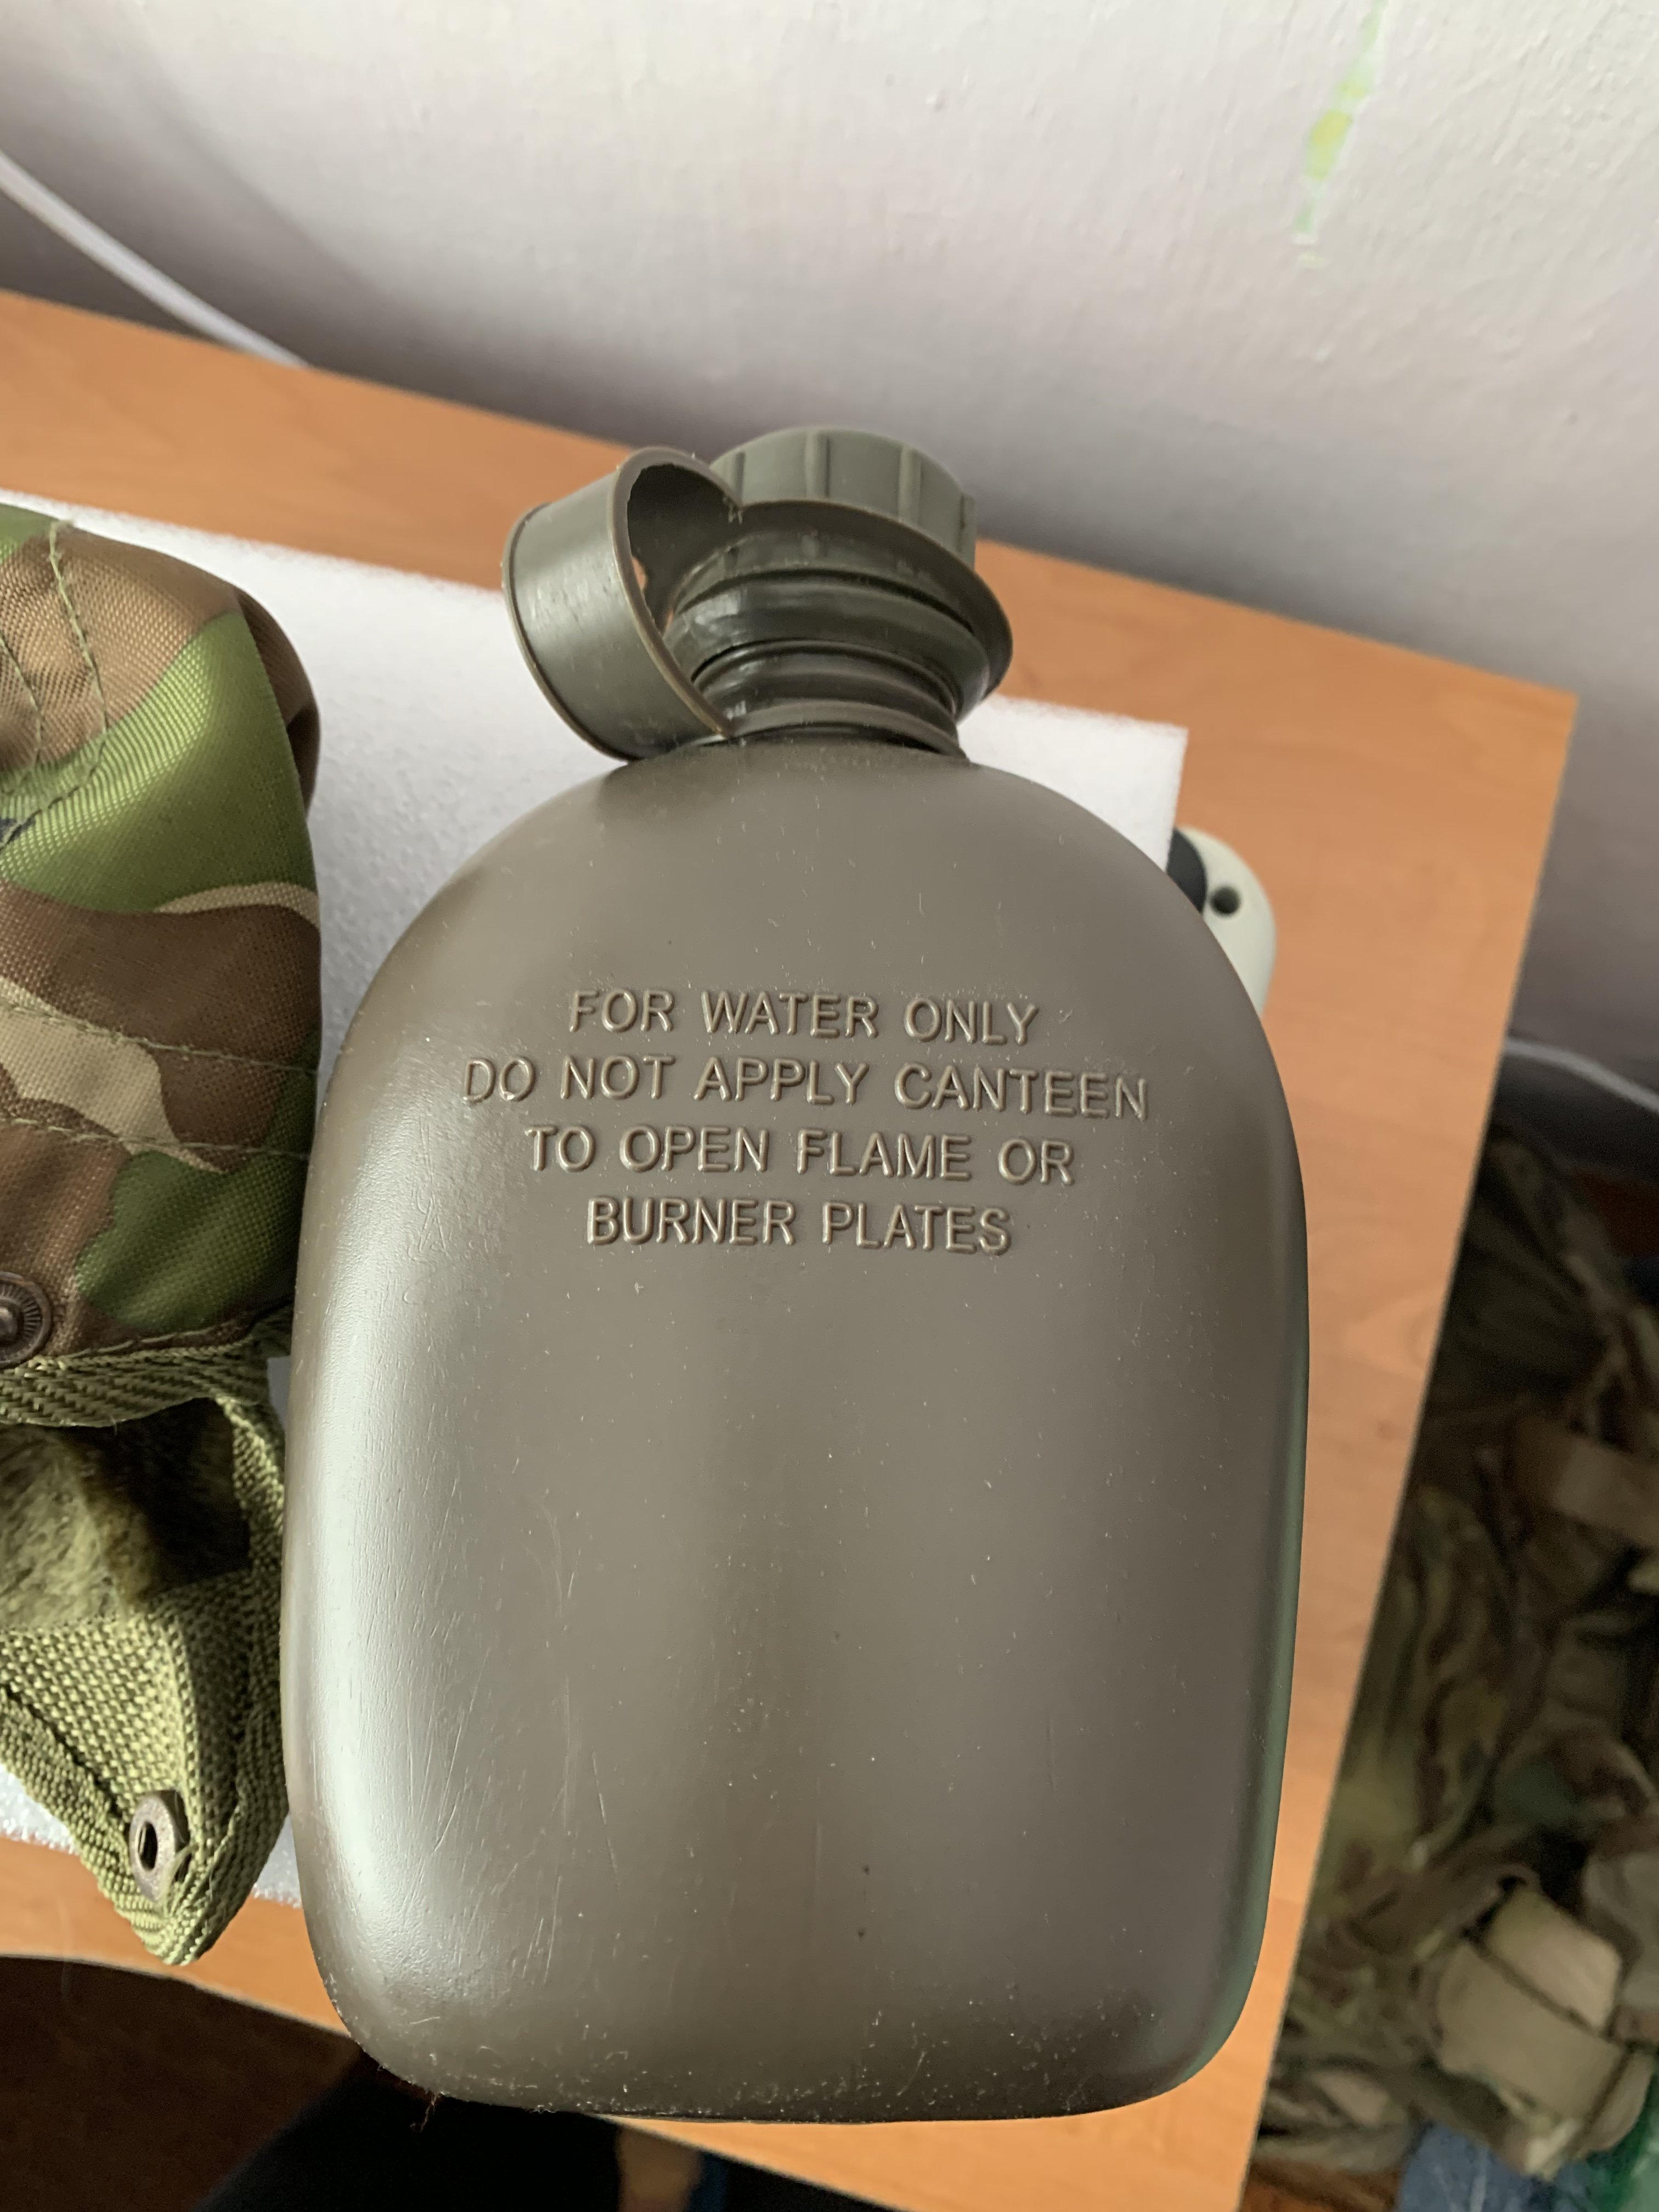 FOR WATER ONLY
DO NOT APPLY CANTEEN
TO OPEN FLAME OR
BURNER PLATES